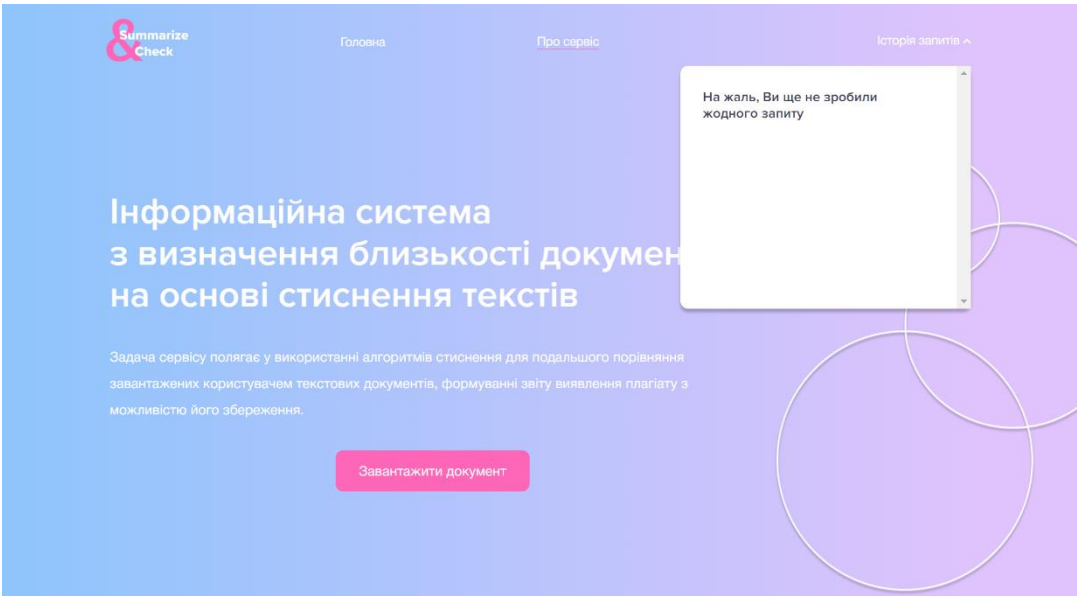 Summarize
& Check
Головна
Про сервіс
Історія запитів
На жаль, Ви ще не зробили
жодного запиту
Інформаційна система
з визначення близькості докумен
на основі стиснення текстів
Задача сервісу полягає у використанні алгоритмів стиснення для подальшого порівняння
завантажених користувачем текстових документів, формуванні звіту виявлення плагіату з
можливістю його збереження.
Завантажити документ